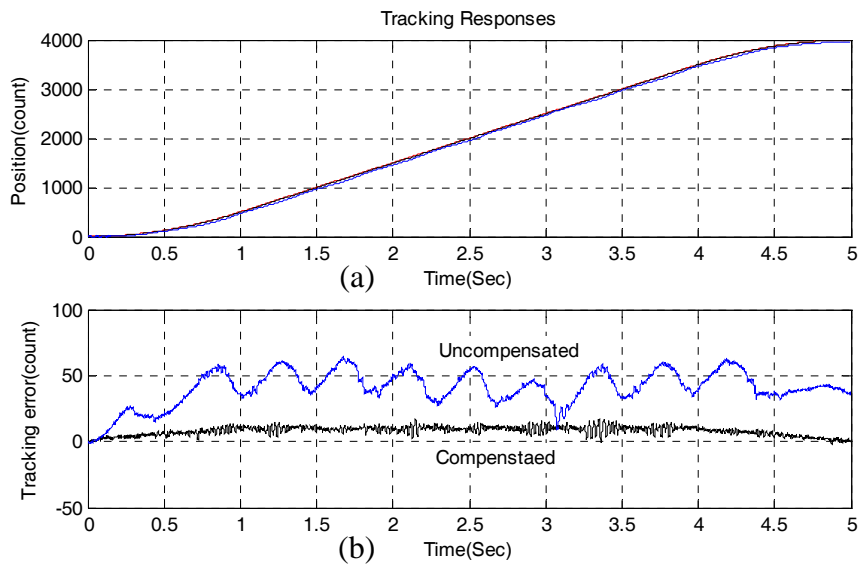 Tracking Responses
4000
3000
2000
1000
0
Position(count)
0 0.5 1 1.5 2 2.5 3 3.5 4 4.5 5
(a)
Time(Sec)
100
50
0
-50
Tracking error(count)
Uncompensated
Compenstaed
0 0.5 1 1.5 2 2.5 3 3.5 4 4.5 5
(b)
Time(Sec)